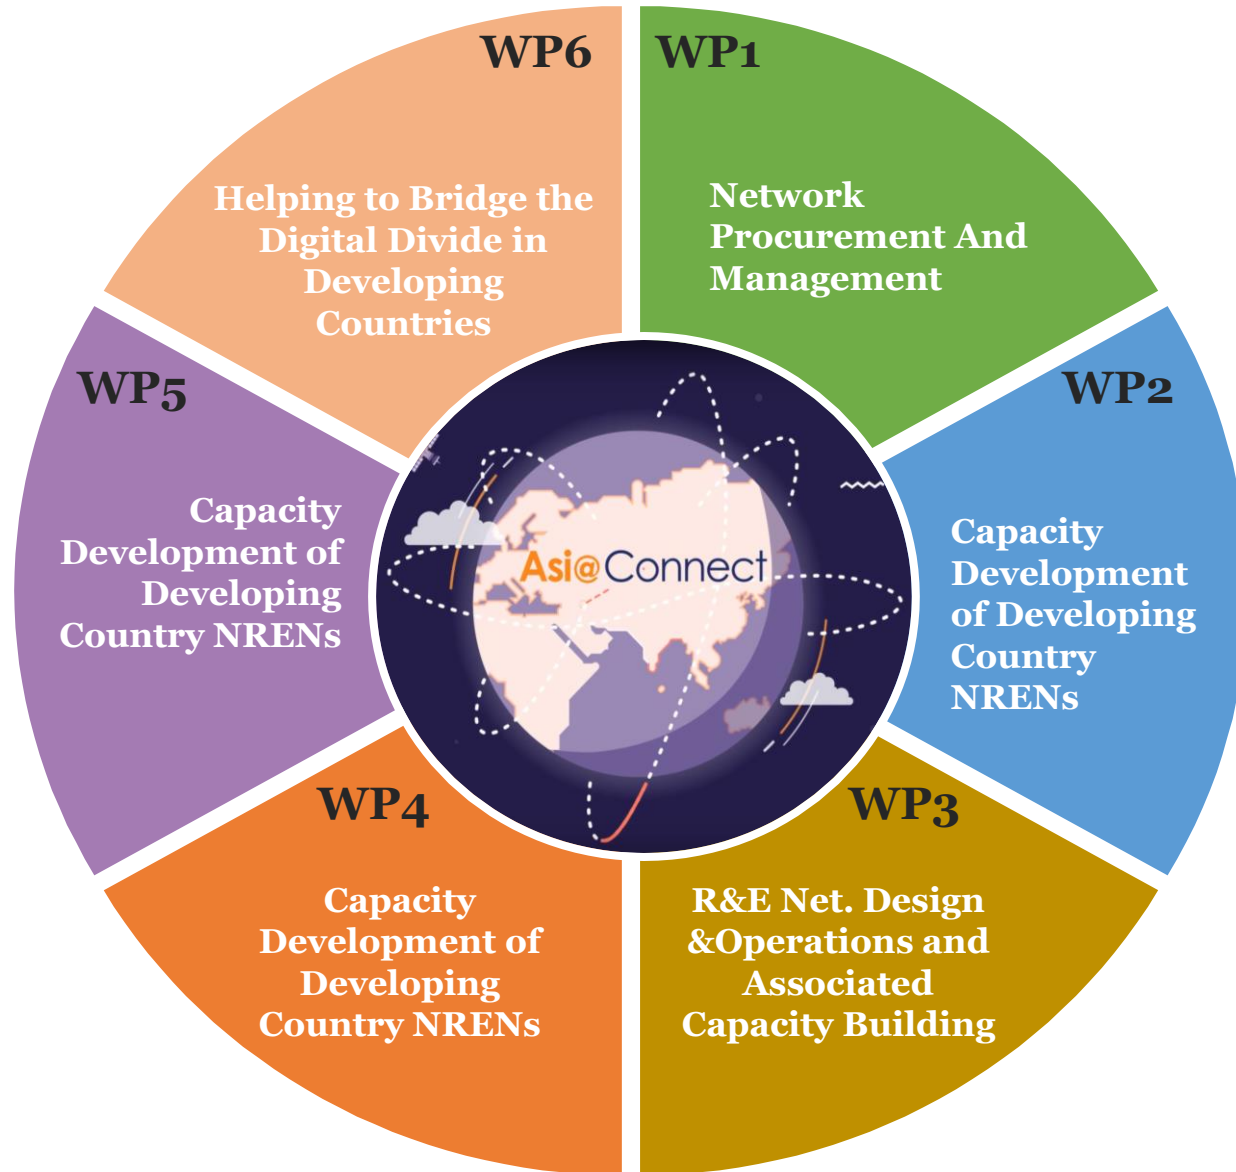 WP1
Network
Procurement And
Management
WP2
Capacity
Development
of Developing
Country
NRENs
WP3
R&E Net. Design
&Operations and
Associated
Capacity Building
WP4
Capacity
Development of
Developing
Country NRENs
WP5
Capacity
Development of
Developing
Country NRENs
WP6
Helping to Bridge the
Digital Divide in
Developing
Countries
Asi@Connect